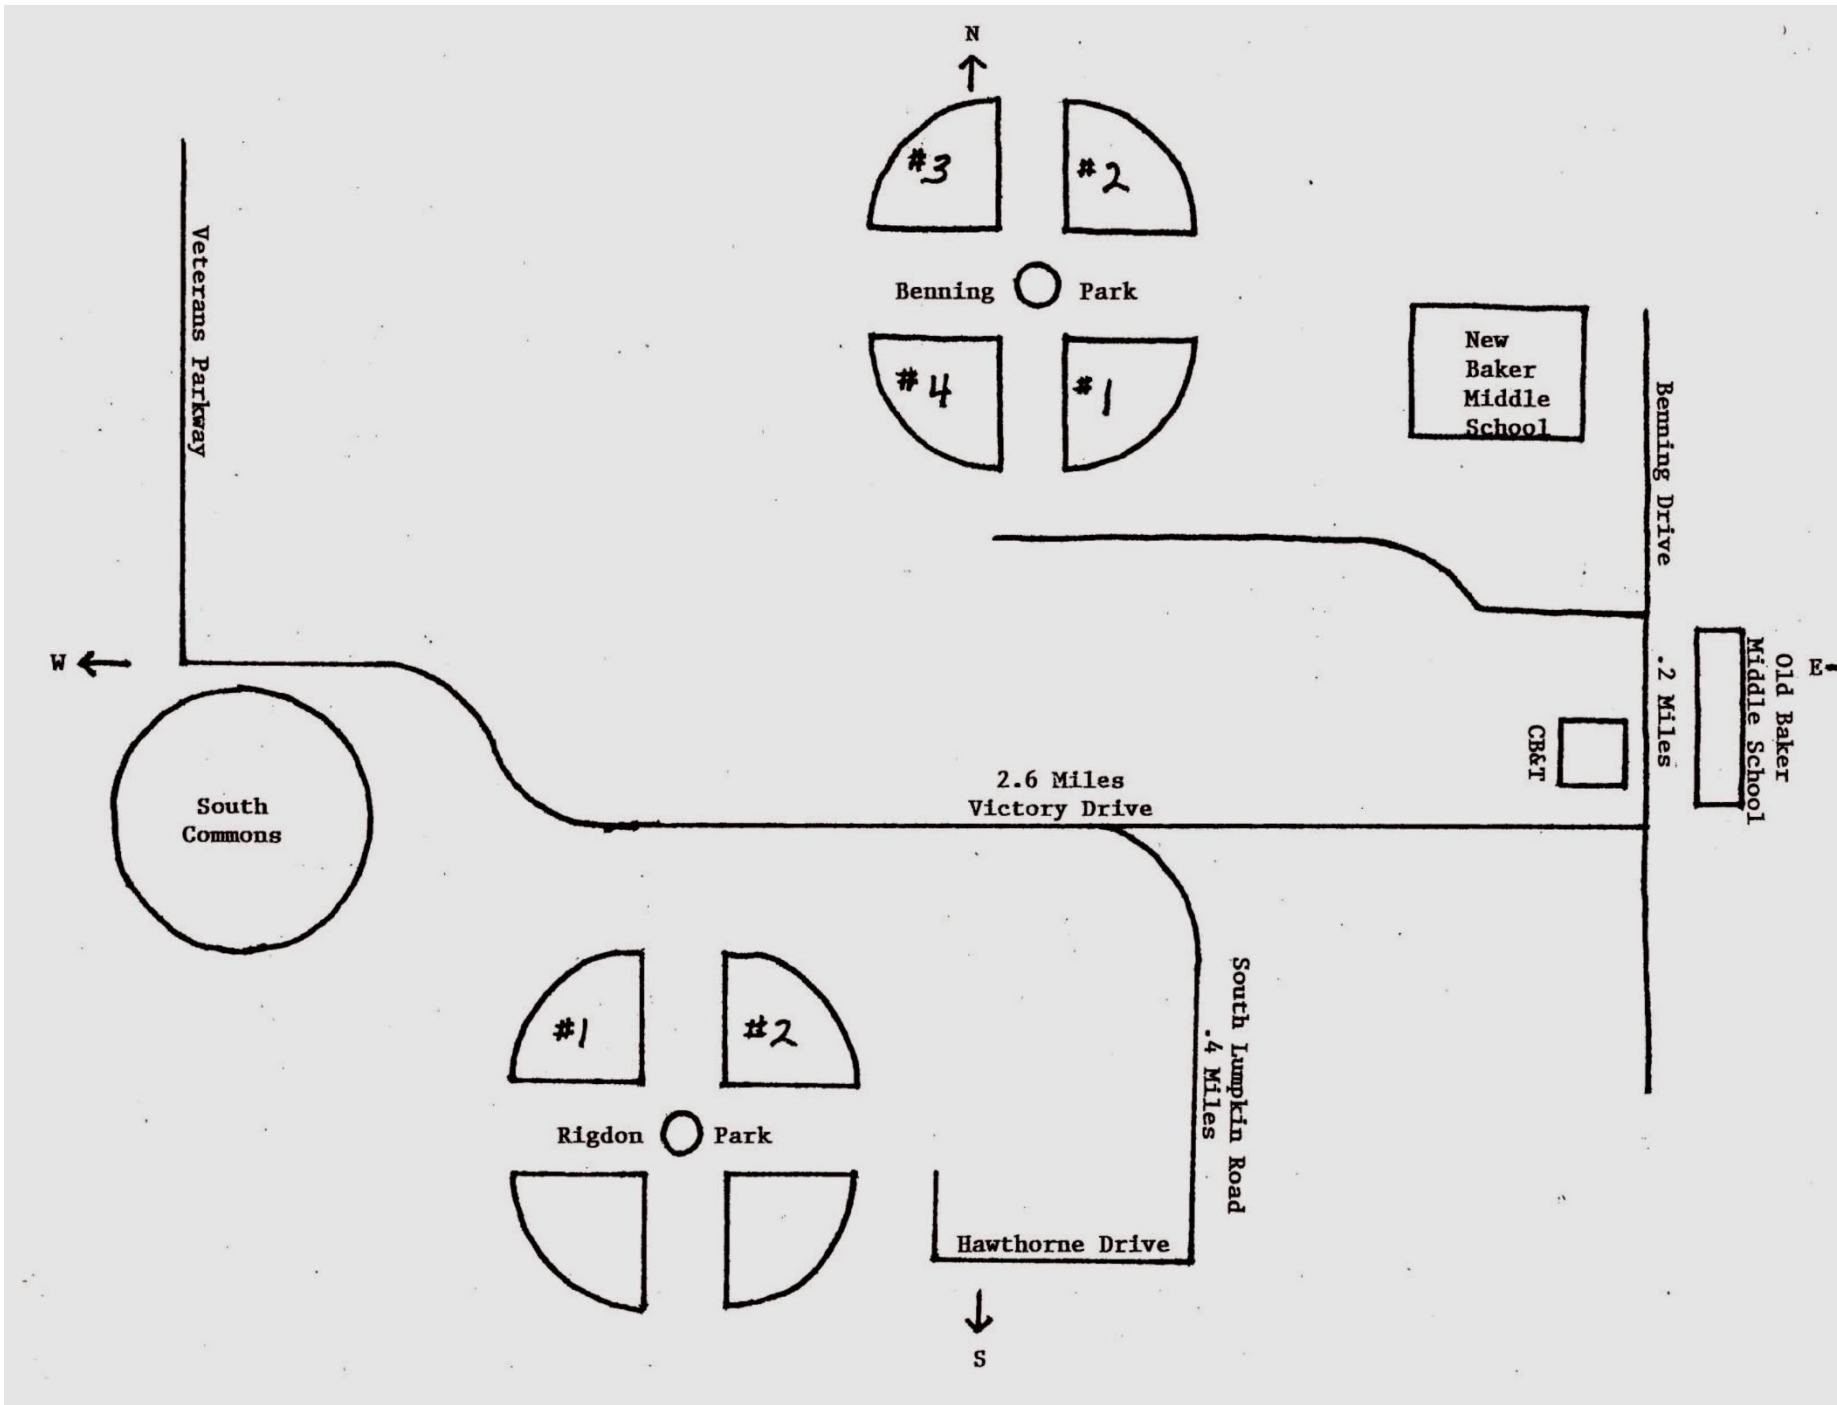 N
#3
#2
Benning
Park
#4
#1
New
Baker
Middle
School
Veterans Parkway
Benning Drive
W
E
.2 Miles
Old Baker
Middle School
CB&T
2.6 Miles
Victory Drive
South
Commons
#1
#2
South Lumpkin Road
.4 Miles
Rigdon
Park
Hawthorne Drive
S